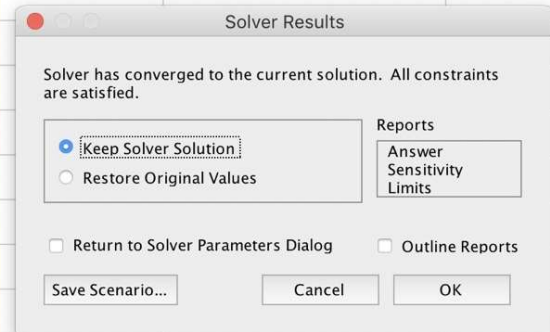 Solver Results
Solver has converged to the current solution.  All constraints
are satisfied.
Keep Solver Solution
Restore Original Values
Reports
Answer
Sensitivity
Limits
Return to Solver Parameters Dialog
Outline Reports
Save Scenario...
Cancel
OK